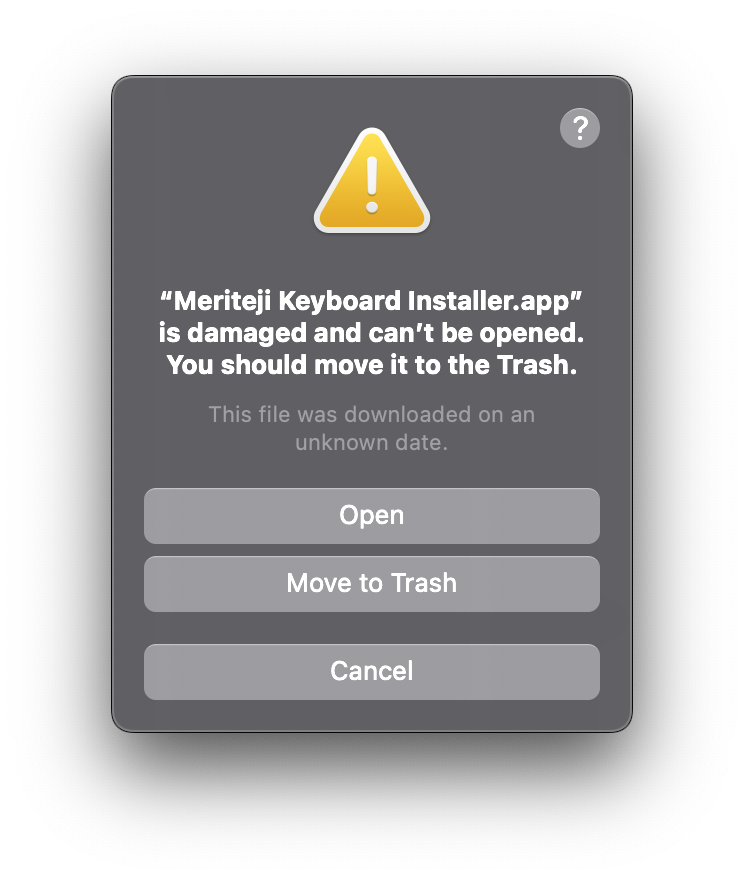 ?
“Meriteji Keyboard Installer.app”
is damaged and can’t be opened.
You should move it to the Trash.
This file was downloaded on an
unknown date.
Open
Move to Trash
Cancel